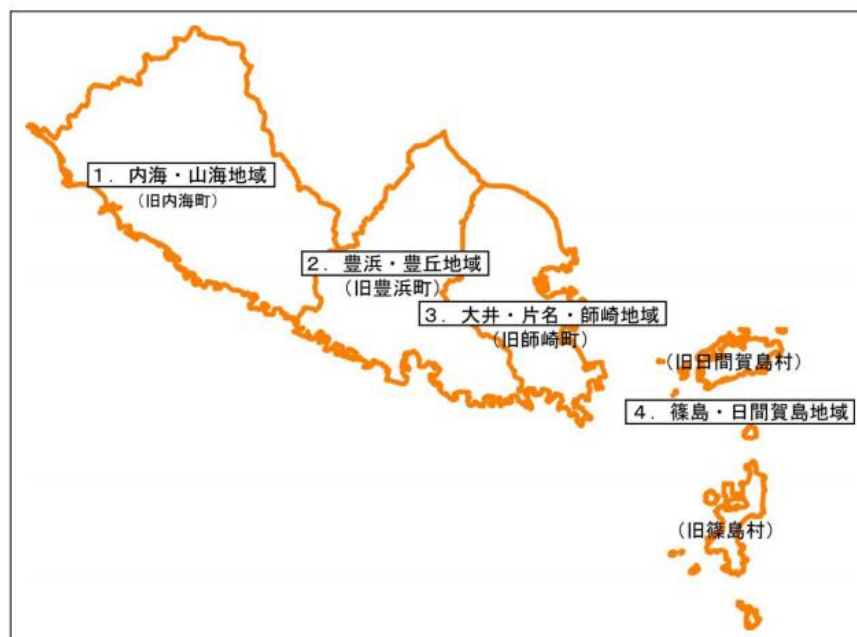 1．内海・山海地域
(旧内海町)
2．豊浜・豊丘地域
(旧豊浜町)
3．大井・片名・師崎地域
(旧師崎町)
(旧日間賀島村)
4．篠島・日間賀島地域
(旧篠島村)